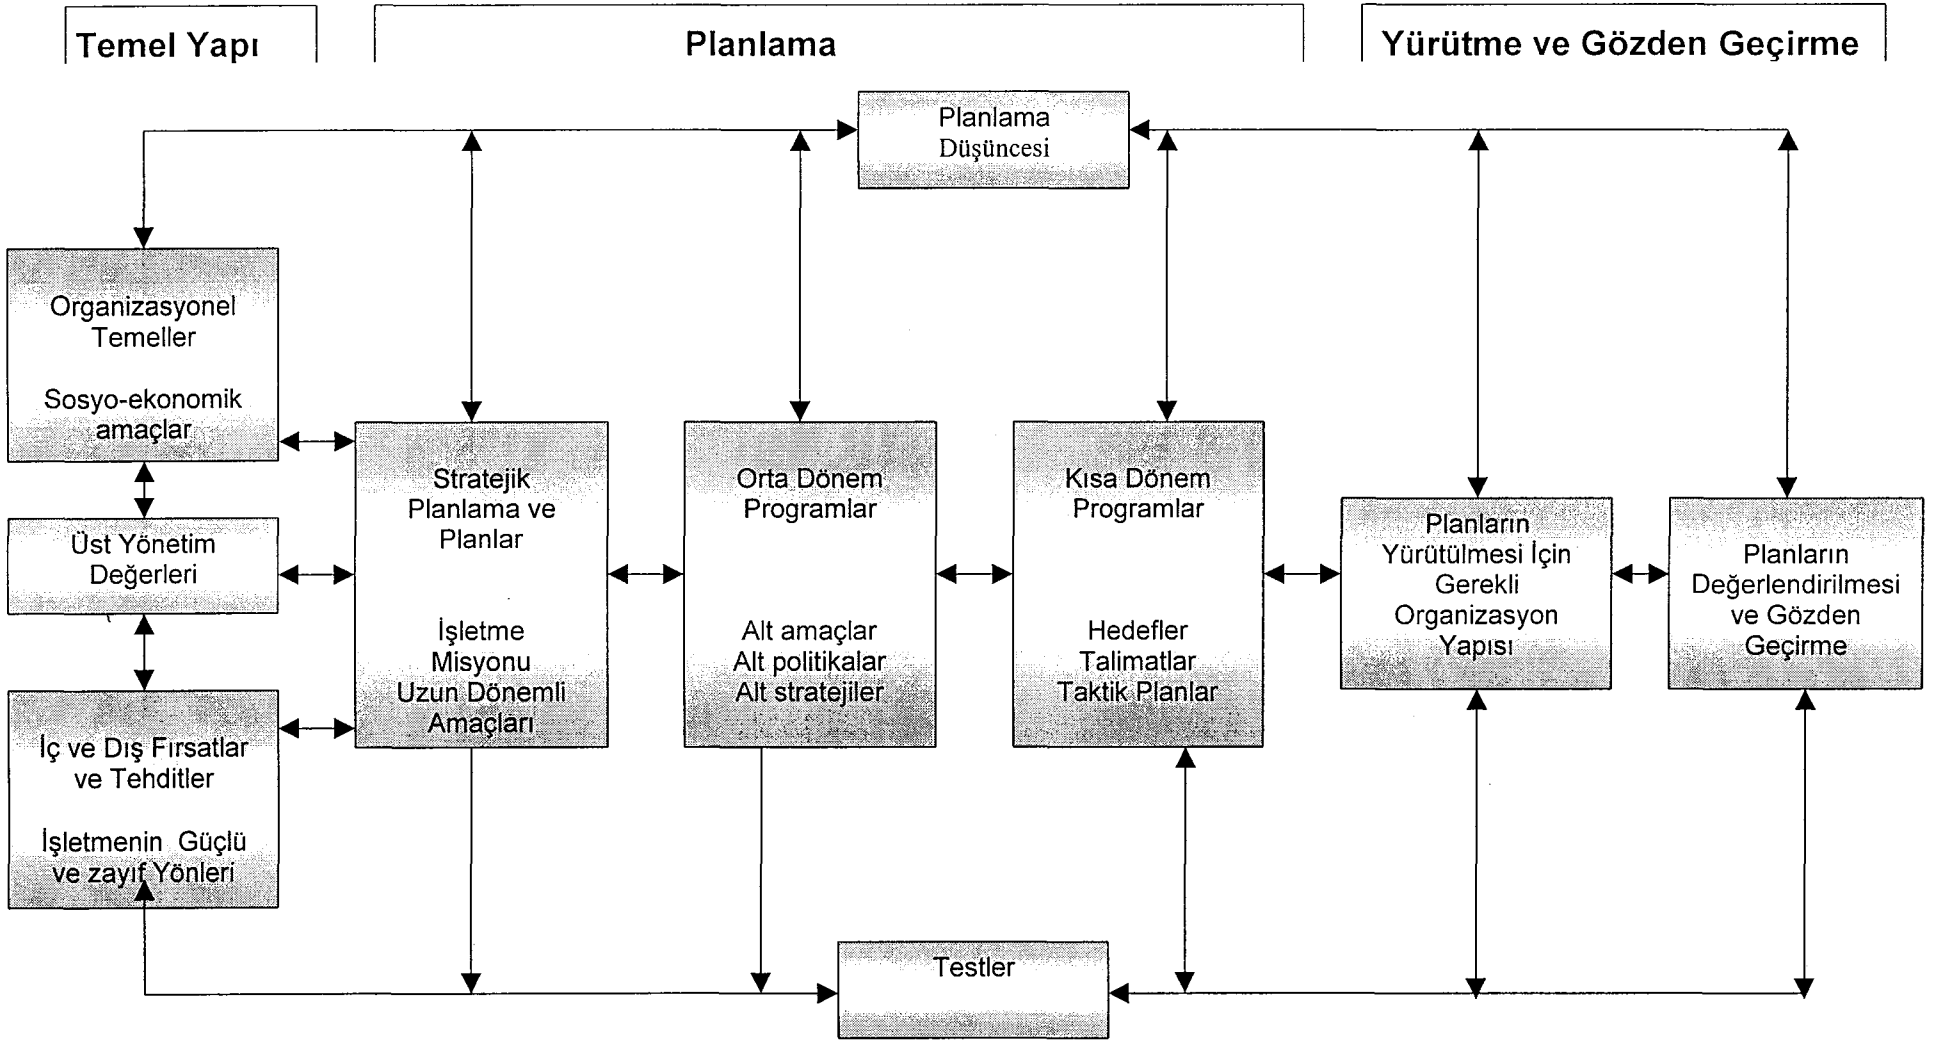 Temel Yapı
Planlama
Yürütme ve Gözden Geçirme
Planlama
Düşüncesi
Organizasyonel
Temeller
Sosyo-ekonomik
amaçlar
Üst Yönetim
Değerleri
İç ve Dış Fırsatlar
ve Tehditler
İşletmenin Güçlü
ve zayıf Yönleri
Stratejik
Planlama ve
Planlar
İşletme
Misyonu
Uzun Dönemli
Amaçları
Orta Dönem
Programlar
Alt amaçlar
Alt politikalar
Alt stratejiler
Kısa Dönem
Programlar
Hedefler
Talimatlar
Taktik Planlar
Planların
Yürütülmesi İçin
Gerekli
Organizasyon
Yapısı
Planların
Değerlendirilmesi
ve Gözden
Geçirme
Testler